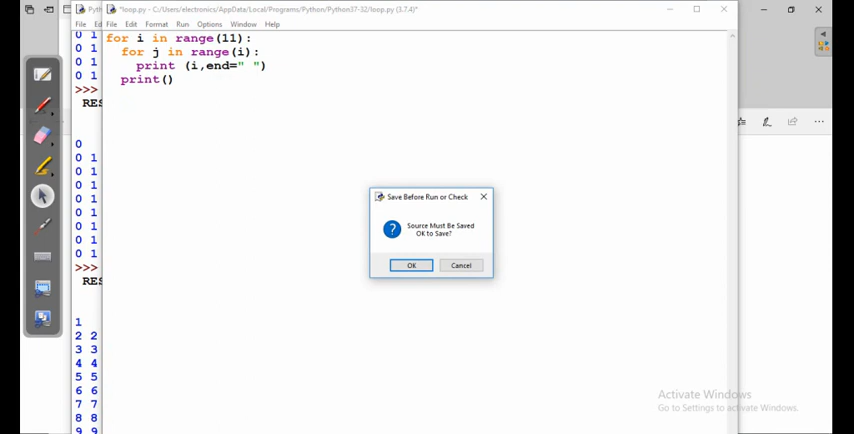 Pyth
*loop.py - C:/Users/electronics/AppData/Local/Programs/Python/Python37-32/loop.py (3.7.4)*
File Ed
File Edit Format Run Options Window Help
for i in range(11):
for j in range(i):
print (i,end=" ")
print()
0 1
0 1
0 1
0 1
>>>
RES
0
0 1
0 1
0 1
0 1
0 1
0 1
0 1
0 1
>>>
RES
1
2 2
3 3
4 4
5 5
6 6
7 7
8 8
9 9
Save Before Run or Check
Source Must Be Saved
OK to Save?
OK Cancel
Activate Windows
Go to Settings to activate Windows.